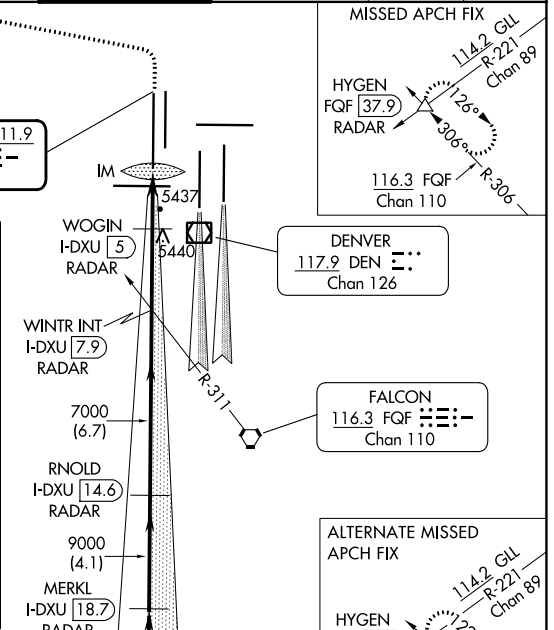 MISSED APCH FIX
114.2 GLL
R-221
Chan 89
HYGEN
FQF 37.9
RADAR
126°
306°
116.3 FQF
Chan 110
R-306
11.9
IM
5437
WOGIN
I-DXU 5
RADAR
5440
DENVER
117.9 DEN
Chan 126
WINTR INT
I-DXU 7.9
RADAR
R-311
7000
(6.7)
FALCON
116.3 FQF
Chan 110
RNOLD
I-DXU 14.6
RADAR
9000
(4.1)
MERKL
I-DXU 18.7
RADAR
ALTERNATE MISSED
APCH FIX
114.2 GLL
R-221
Chan 89
HYGEN